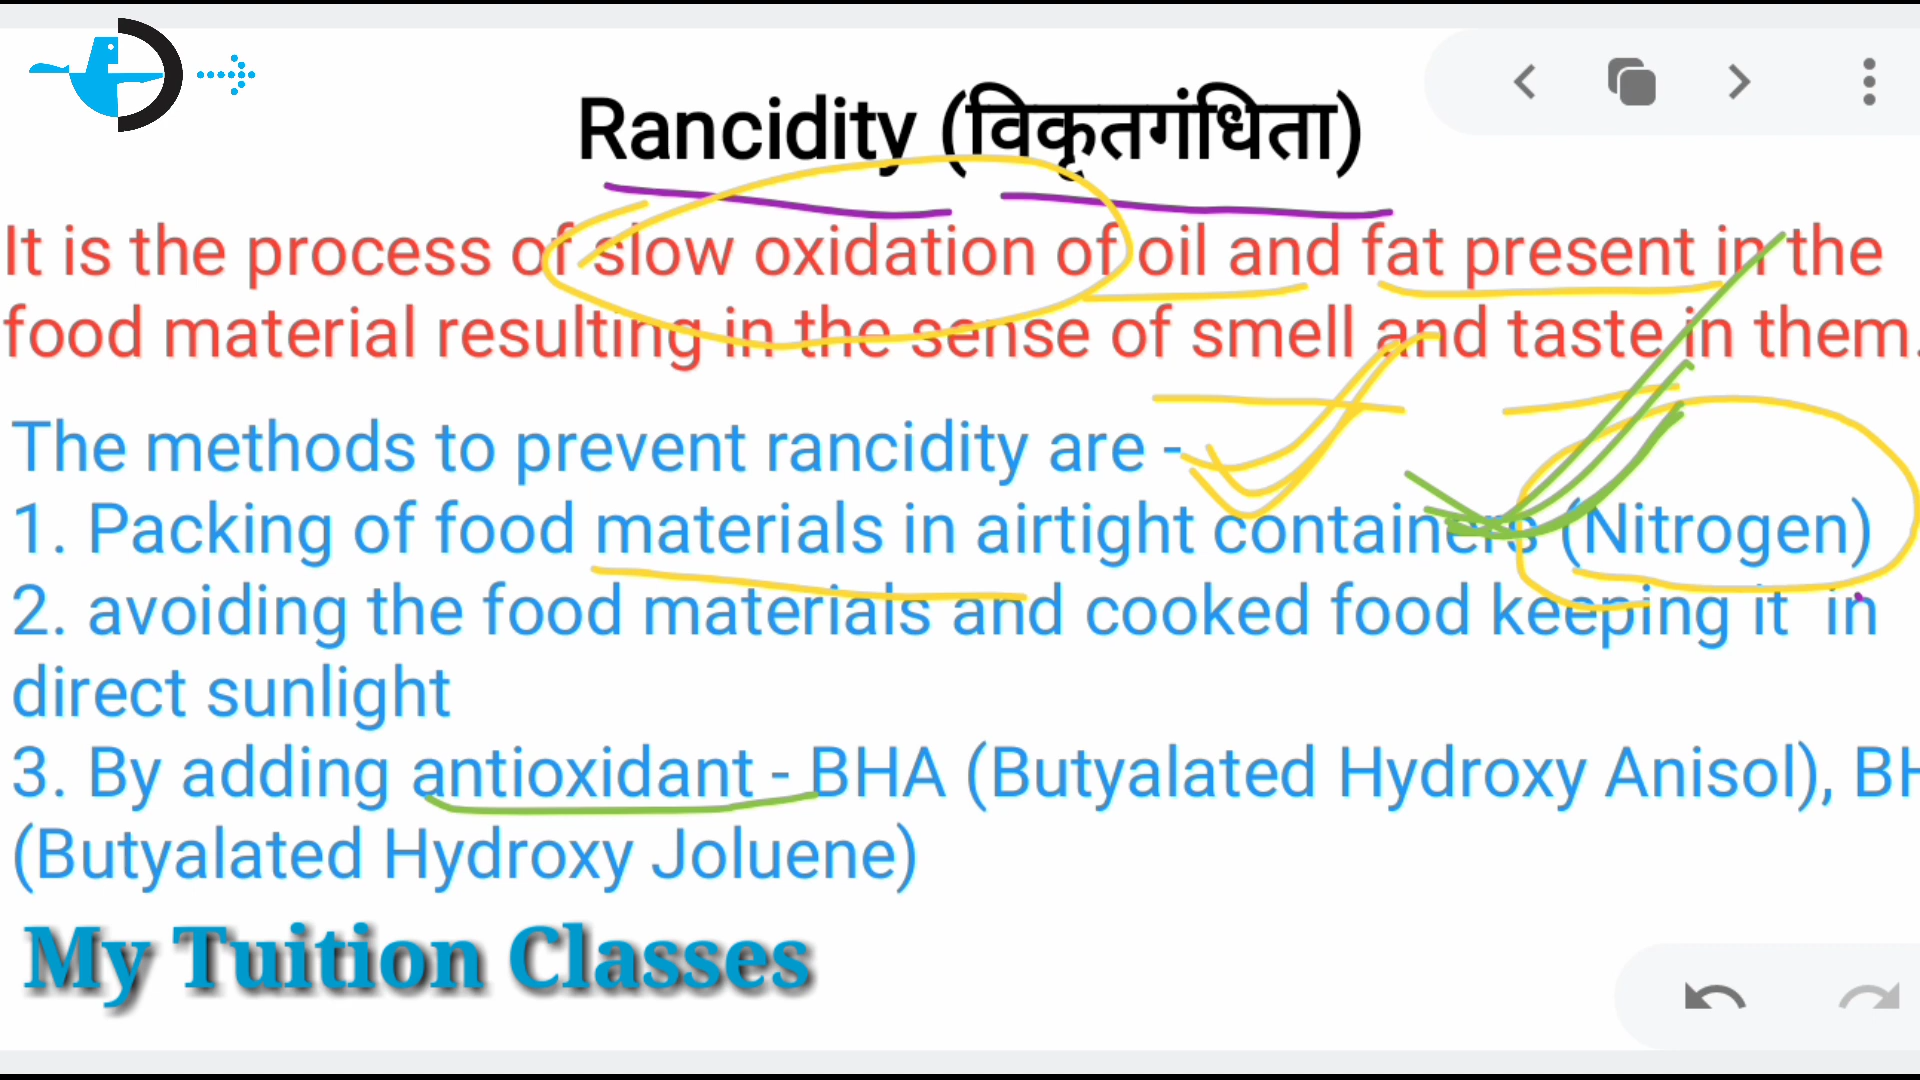 Rancidity (विकृतगंधिता)
It is the process of slow oxidation of oil and fat present in the
food material resulting in the sense of smell and taste in them.
The methods to prevent rancidity are -
1. Packing of food materials in airtight containers (Nitrogen)
2. avoiding the food materials and cooked food keeping it in
direct sunlight
3. By adding antioxidant - BHA (Butyalated Hydroxy Anisol),
(Butyalated Hydroxy Joluene)
My Tuition Classes